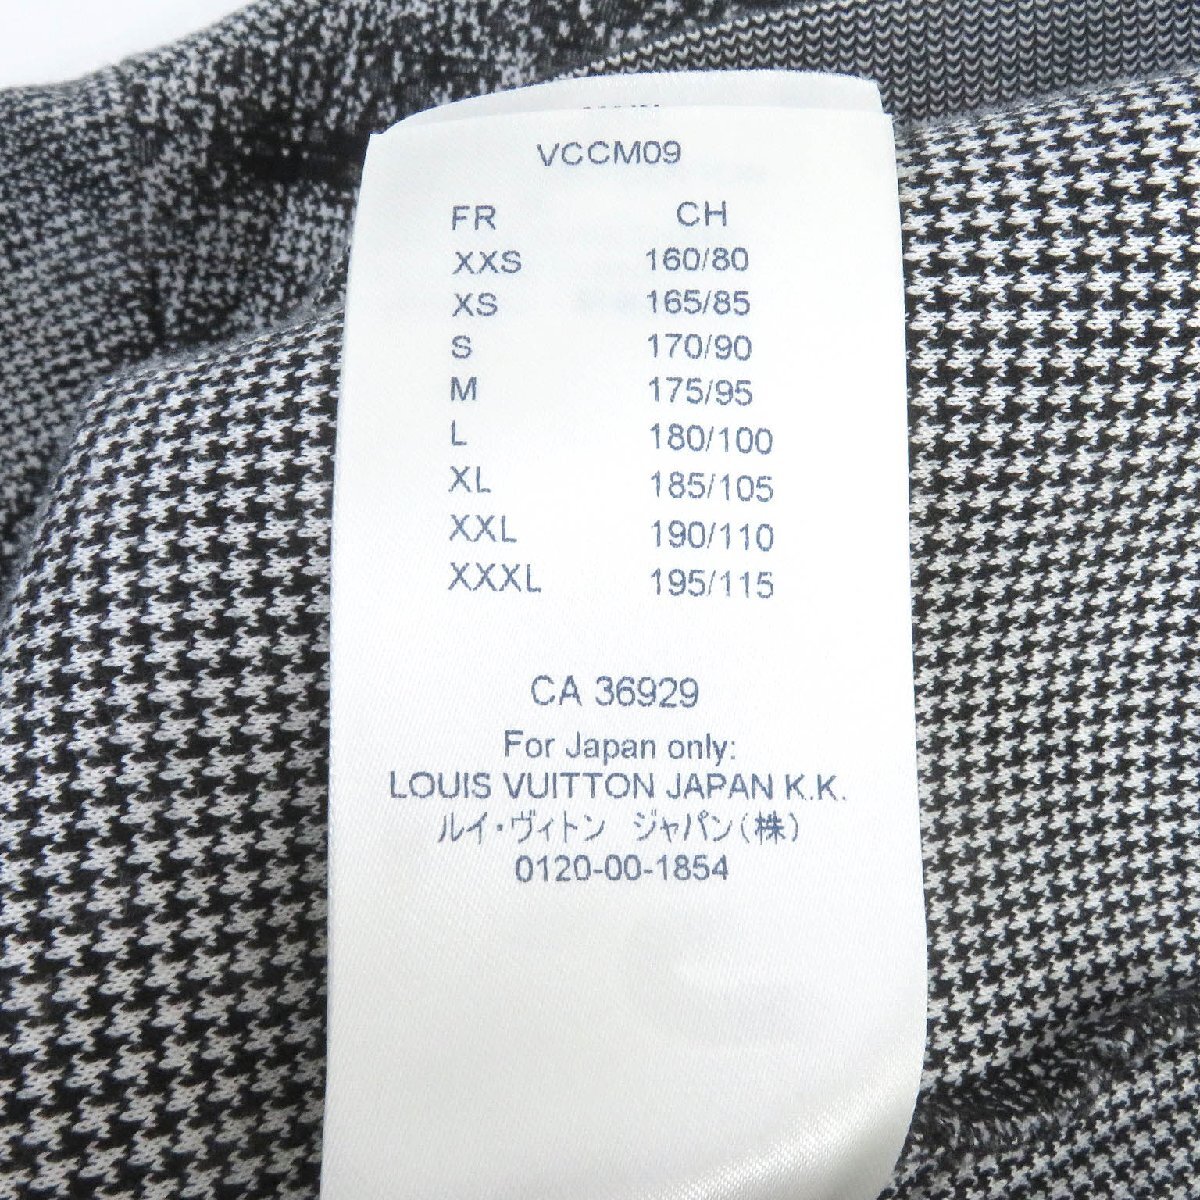 VCCM09
FR CH
XXS 160/80
XS 165/85
S 170/90
M 175/95
L 180/100
XL 185/105
XXL 190/110
XXXL 195/115
CA 36929
For Japan only:
LOUIS VUITTON JAPAN K.K.
ルイ・ヴィトン ジャパン(株)
0120-00-1854